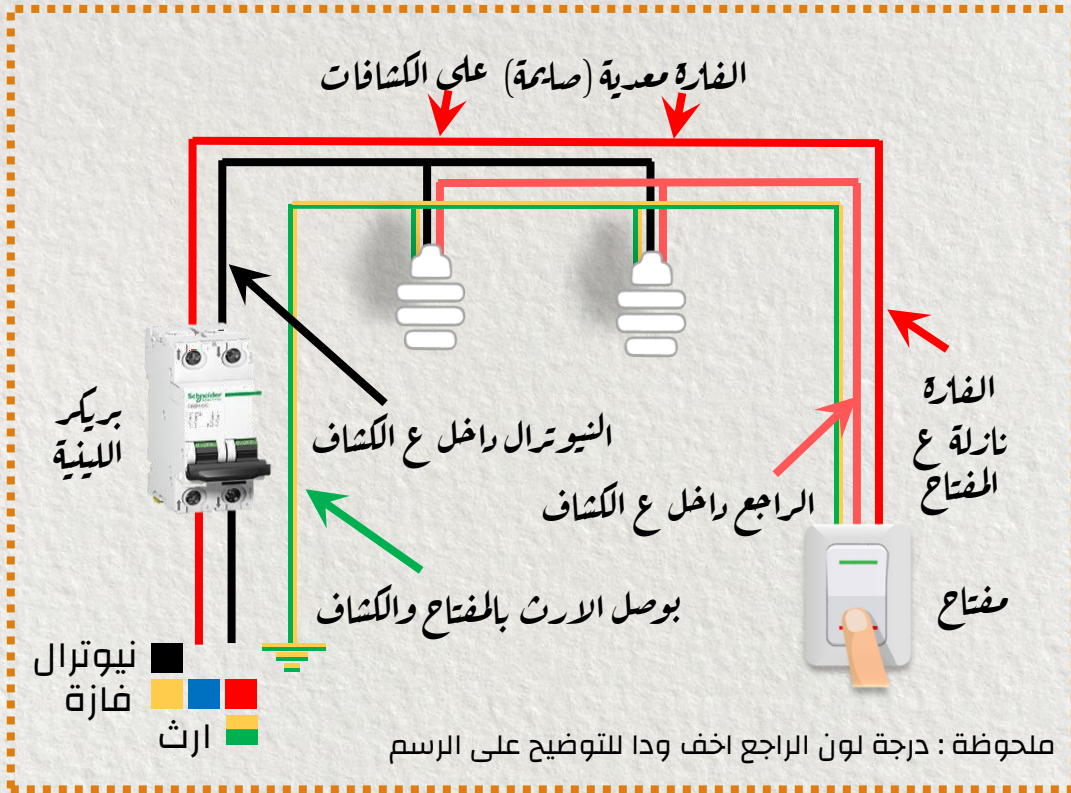 الفازة معدية (صايمة) على الكشافات
الفازة
نازلة ع
المفتاح
بريكر
اللينية
Schneider
النيوترال داخل ع الكشاف
الراجع داخل ع الكشاف
بوصل الارث بالمفتاح والكشاف
مفتاح
نيوترال
فازة
ارث
ملحوظة : درجة لون الراجع اخف ودا للتوضيح على الرسم